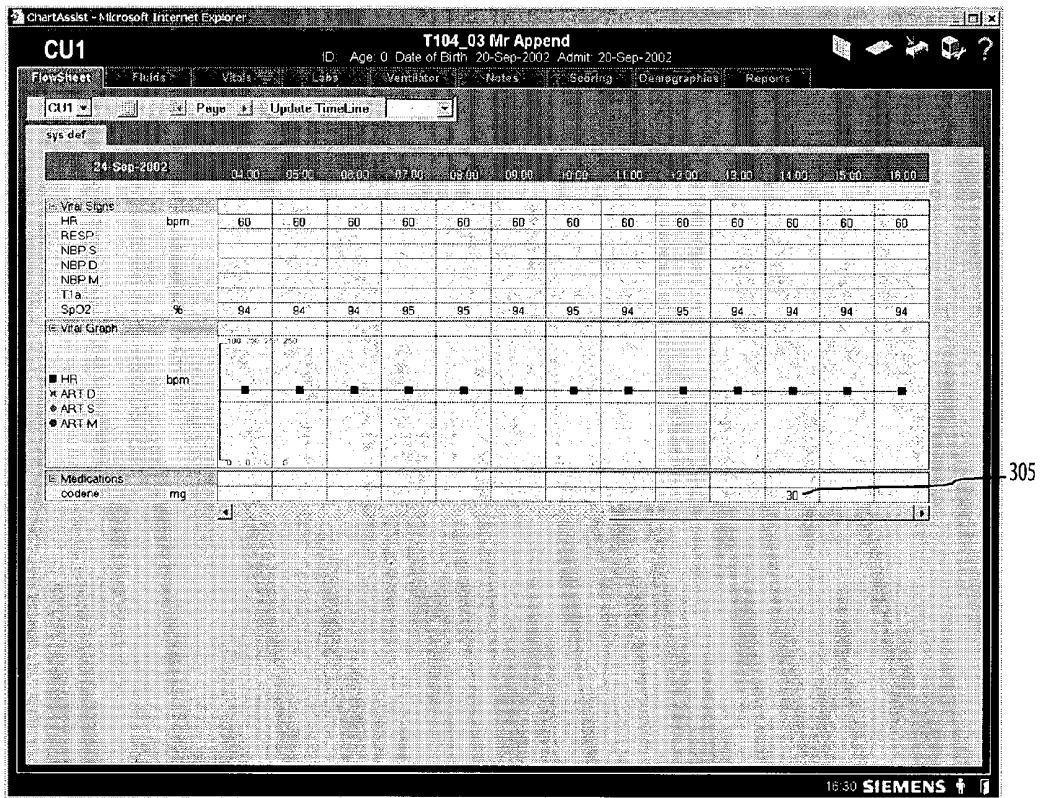 ChartAssist - Microsoft Internet Explorer
CU1
T104_03 Mr Append
ID: Age: 0 Date of Birth 20-Sep-2002 Admit: 20-Sep-2002
?
FlowSheet Fluids Vitals Labs Ventilator Notes Scoring Demographics Reports
CU1 Page Update TimeLine
sys def
24-Sep-2002 04:00 05:00 06:00 07:00 08:00 09:00 10:00 11:00 12:00 13:00 14:00 15:00 16:00
Vital Signs
HR bpm 60 60 60 60 60 60 60 60 60 60 60 60 60
RESP
NBP S
NBP D
NBP M
T1a
SpO2 % 94 94 94 95 95 94 95 94 95 94 94 94 94
Vital Graph
HR bpm
ART D
ART S
ART M
Medications
codene mg 30
305
16:30 SIEMENS